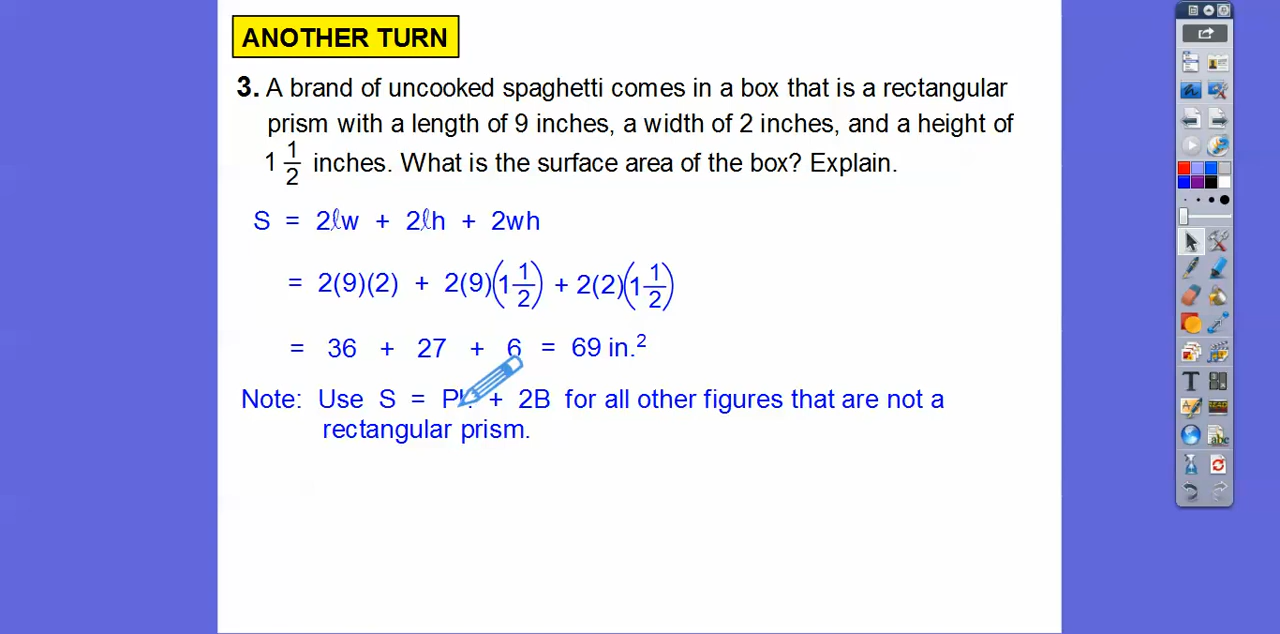 ANOTHER TURN
3. A brand of uncooked spaghetti comes in a box that is a rectangular
prism with a length of 9 inches, a width of 2 inches, and a height of
1 1/2 inches. What is the surface area of the box? Explain.
S = 2ℓw + 2ℓh + 2wh
= 2(9)(2) + 2(9)(1 1/2) + 2(2)(1 1/2)
= 36 + 27 + 6 = 69 in.²
Note: Use S = Ph + 2B for all other figures that are not a
rectangular prism.